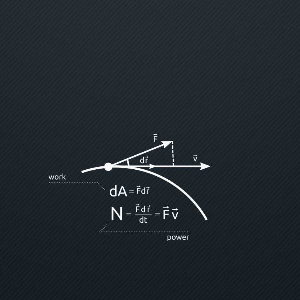 F⃗
dr⃗ v⃗
work
dA = F⃗dr⃗
N = F⃗dr⃗/dt = F⃗v⃗
power